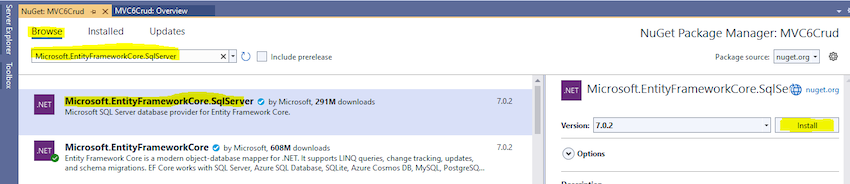 NuGet: MVC6Crud
MVC6Crud: Overview
Server Explorer
Toolbox
Browse
Installed
Updates
NuGet Package Manager: MVC6Crud
Microsoft.EntityFrameworkCore.SqlServer
Include prerelease
Package source: nuget.org
.NET
Microsoft.EntityFrameworkCore.SqlServer by Microsoft, 291M downloads
7.0.2
Microsoft SQL Server database provider for Entity Framework Core.
.NET
Microsoft.EntityFrameworkCore by Microsoft, 608M downloads
7.0.2
Entity Framework Core is a modern object-database mapper for .NET. It supports LINQ queries, change tracking, updates,
and schema migrations. EF Core works with SQL Server, Azure SQL Database, SQLite, Azure Cosmos DB, MySQL, PostgreSQ...
.NET
Microsoft.EntityFrameworkCore.SqlSe
nuget.org
Version: 7.0.2
Install
Options